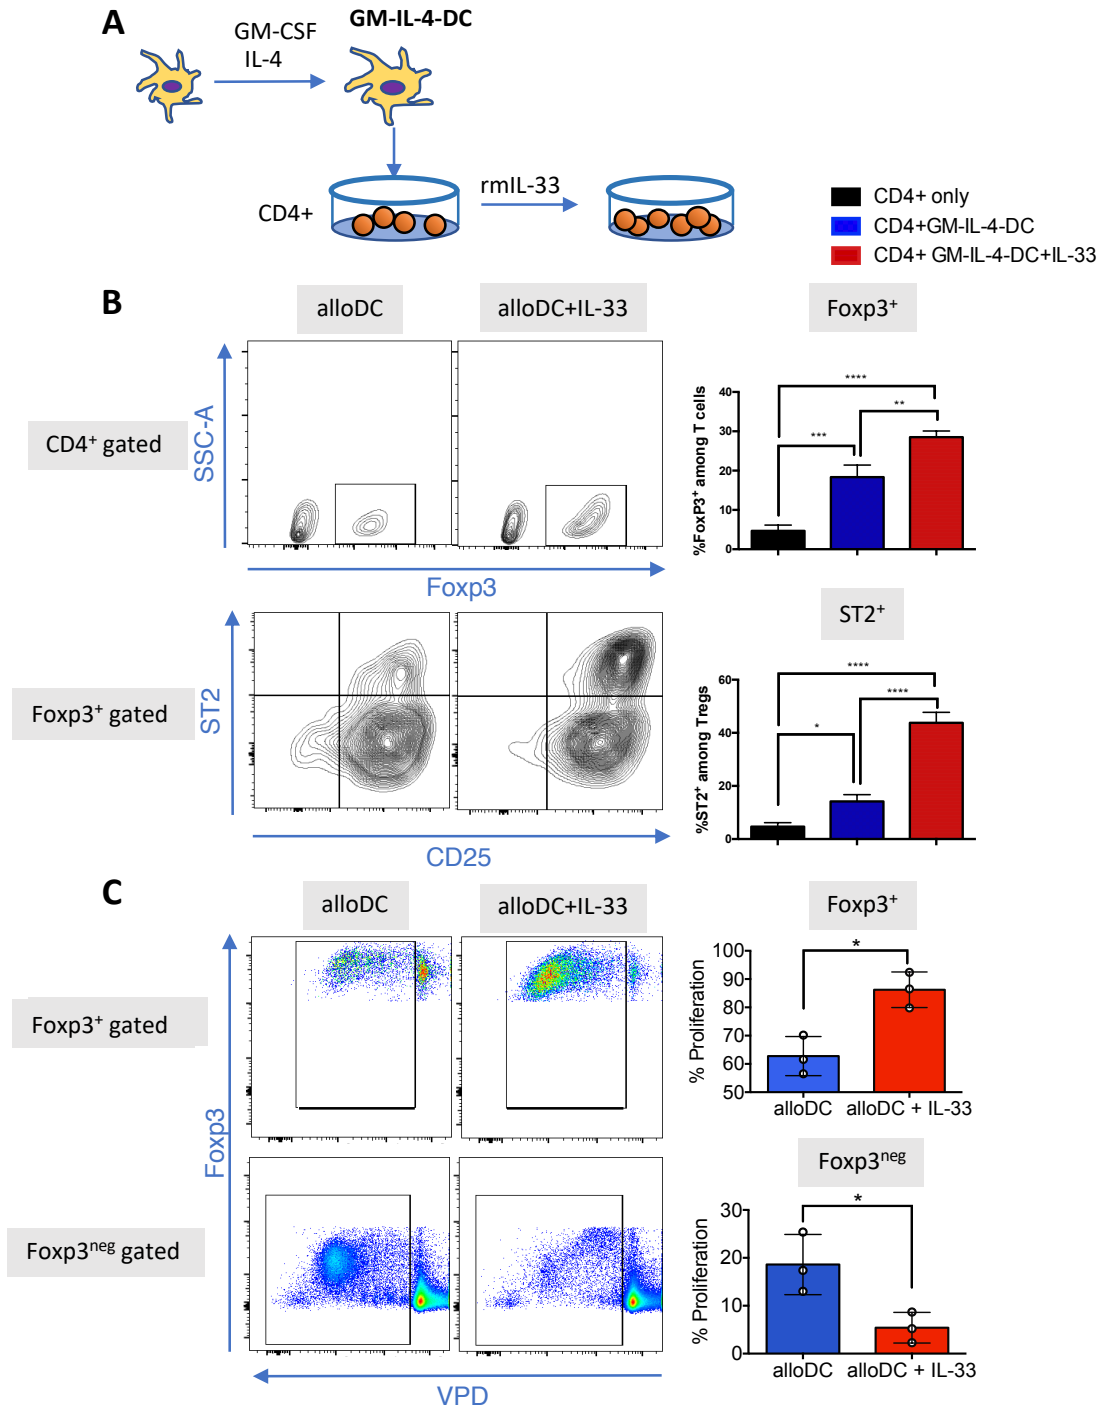 A
GM-CSF
IL-4
GM-IL-4-DC
CD4+
rmIL-33
CD4+ only
CD4+GM-IL-4-DC
CD4+ GM-IL-4-DC+IL-33
B
alloDC
alloDC+IL-33
Foxp3⁺
CD4⁺ gated
SSC-A
Foxp3
%FoxP3⁺ among T cells
40
30
20
10
0
****
**
***
ST2⁺
Foxp3⁺ gated
ST2
CD25
%ST2⁺ among Tregs
60
40
20
0
****
****
*
C
alloDC
alloDC+IL-33
Foxp3⁺
Foxp3⁺ gated
Foxp3
% Proliferation
100
90
80
70
60
50
*
alloDC
alloDC + IL-33
Foxp3ⁿᵉᵍ
Foxp3ⁿᵉᵍ gated
VPD
% Proliferation
30
20
10
0
*
alloDC
alloDC + IL-33